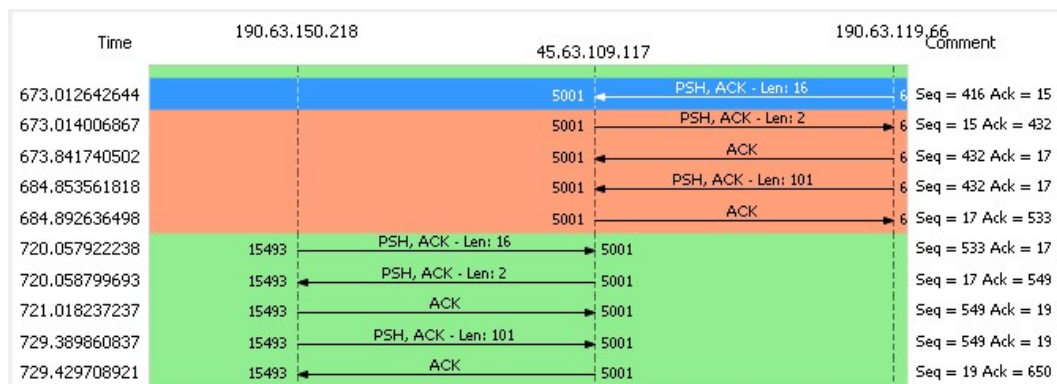 190.63.150.218 190.63.119.66
Time 45.63.109.117 Comment
673.012642644 5001 PSH, ACK - Len: 16 6 Seq = 416 Ack = 15
673.014006867 5001 PSH, ACK - Len: 2 6 Seq = 15 Ack = 432
673.841740502 5001 ACK 6 Seq = 432 Ack = 17
684.853561818 5001 PSH, ACK - Len: 101 6 Seq = 432 Ack = 17
684.892636498 5001 ACK 6 Seq = 17 Ack = 533
720.057922238 15493 PSH, ACK - Len: 16 5001 Seq = 533 Ack = 17
720.058799693 15493 PSH, ACK - Len: 2 5001 Seq = 17 Ack = 549
721.018237237 15493 ACK 5001 Seq = 549 Ack = 19
729.389860837 15493 PSH, ACK - Len: 101 5001 Seq = 549 Ack = 19
729.429708921 15493 ACK 5001 Seq = 19 Ack = 650